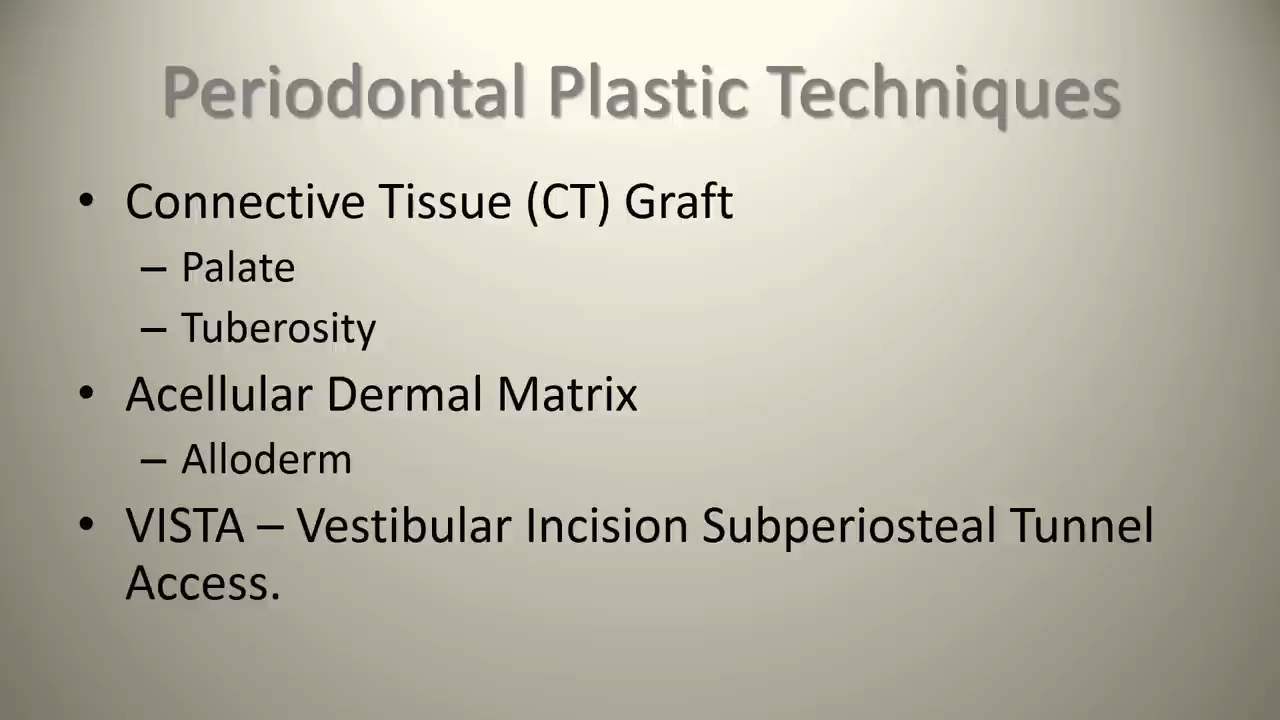 Periodontal Plastic Techniques
• Connective Tissue (CT) Graft
– Palate
– Tuberosity
• Acellular Dermal Matrix
– Alloderm
• VISTA – Vestibular Incision Subperiosteal Tunnel
Access.